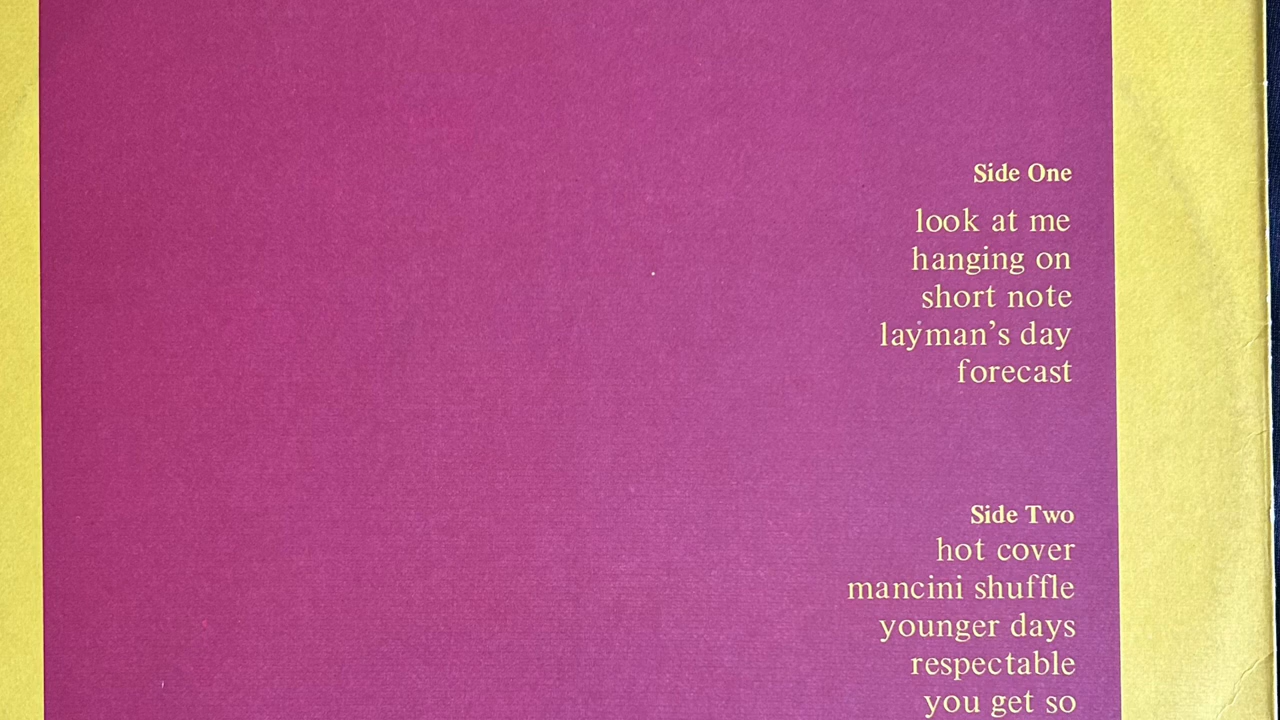 Side One
look at me
hanging on
short note
layman's day
forecast
Side Two
hot cover
mancini shuffle
younger days
respectable
you get so